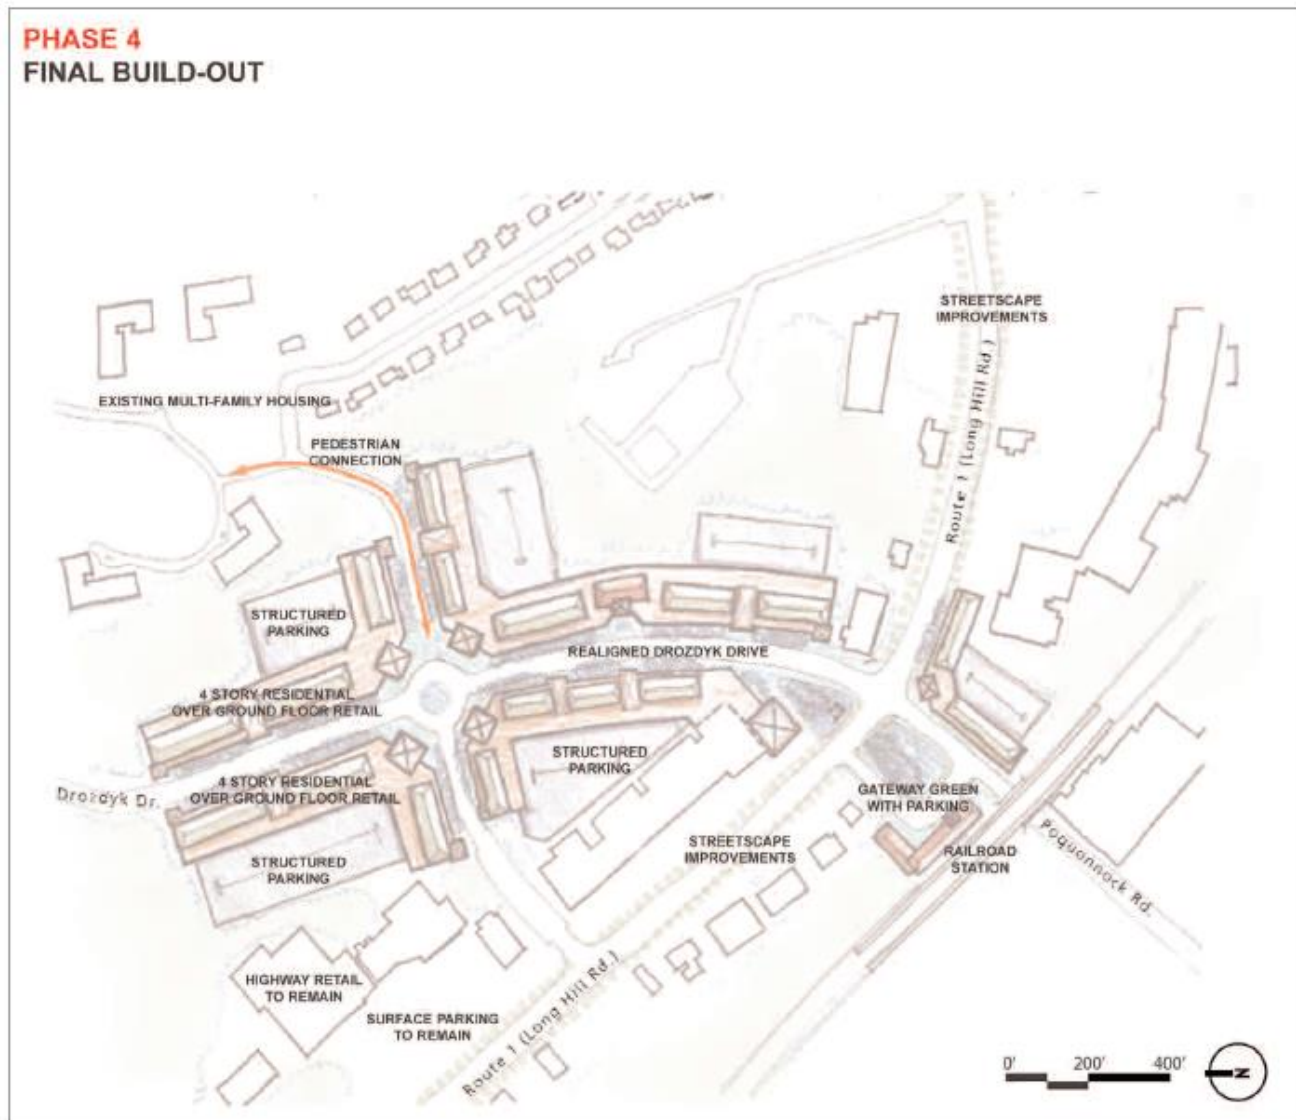 PHASE 4
FINAL BUILD-OUT
STREETSCAPE
IMPROVEMENTS
Route 1 (Long Hill Rd.)
EXISTING MULTI-FAMILY HOUSING
PEDESTRIAN
CONNECTION
STRUCTURED
PARKING
REALIGNED DROZDYK DRIVE
4 STORY RESIDENTIAL
OVER GROUND FLOOR RETAIL
STRUCTURED
PARKING
4 STORY RESIDENTIAL
OVER GROUND FLOOR RETAIL
Drozdyk Dr.
GATEWAY GREEN
WITH PARKING
STREETSCAPE
IMPROVEMENTS
RAILROAD
STATION
Poquonnock Rd.
STRUCTURED
PARKING
HIGHWAY RETAIL
TO REMAIN
SURFACE PARKING
TO REMAIN
Route 1 (Long Hill Rd.)
0' 200' 400'
N